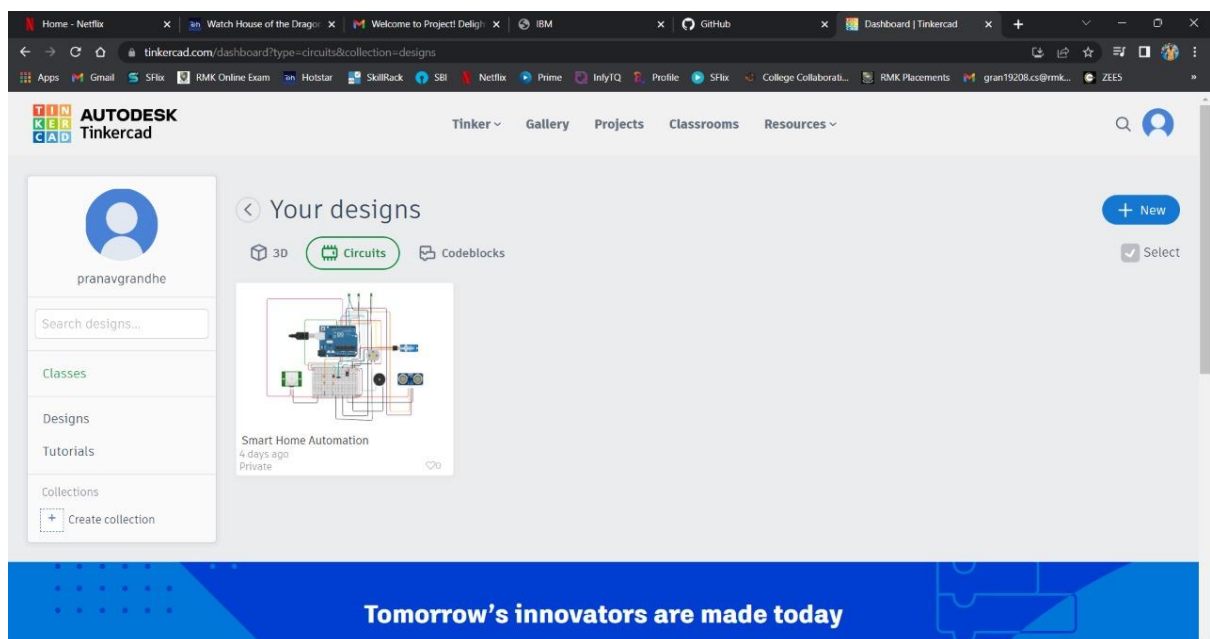 Home - Netflix
Watch House of the Dragon
Welcome to Project! Deligh
IBM
GitHub
Dashboard | Tinkercad
tinkercad.com/dashboard?type=circuits&collection=designs
Apps Gmail SFlix RMK Online Exam Hotstar SkillRack SBI Netflix Prime InfyTQ Profile SFlix College Collaborati... RMK Placements gran19208.cs@rmk... ZEE5 »
TINKERCAD
AUTODESK
Tinkercad
Tinker Gallery Projects Classrooms Resources
pranavgrandhe
Search designs...
Classes
Designs
Tutorials
Collections
+ Create collection
Your designs
+ New
3D Circuits Codeblocks
Select
Smart Home Automation
4 days ago
Private
0
Tomorrow's innovators are made today